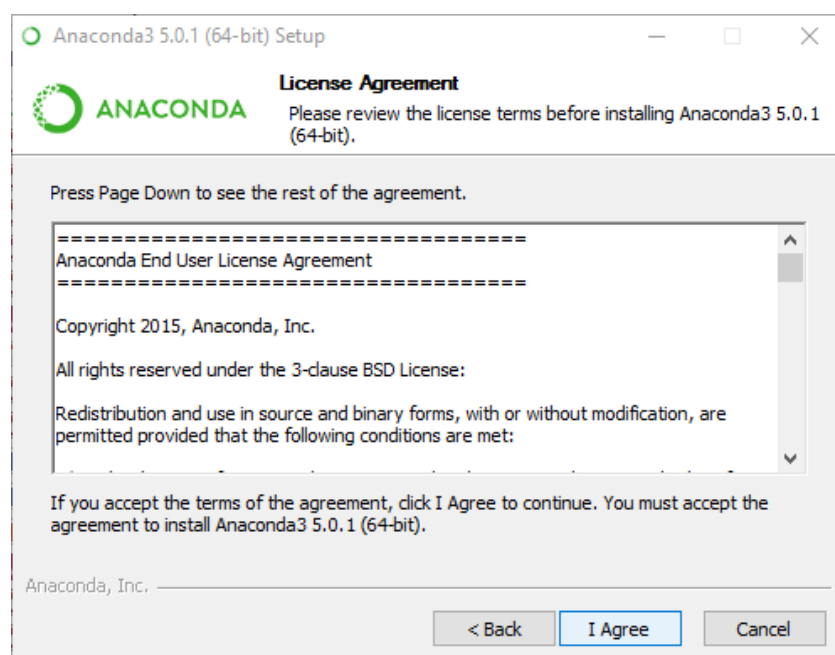 Anaconda3 5.0.1 (64-bit) Setup
ANACONDA
License Agreement
Please review the license terms before installing Anaconda3 5.0.1
(64-bit).
Press Page Down to see the rest of the agreement.
===================================
Anaconda End User License Agreement
===================================
Copyright 2015, Anaconda, Inc.
All rights reserved under the 3-clause BSD License:
Redistribution and use in source and binary forms, with or without modification, are
permitted provided that the following conditions are met:
If you accept the terms of the agreement, click I Agree to continue. You must accept the
agreement to install Anaconda3 5.0.1 (64-bit).
Anaconda, Inc.
< Back
I Agree
Cancel